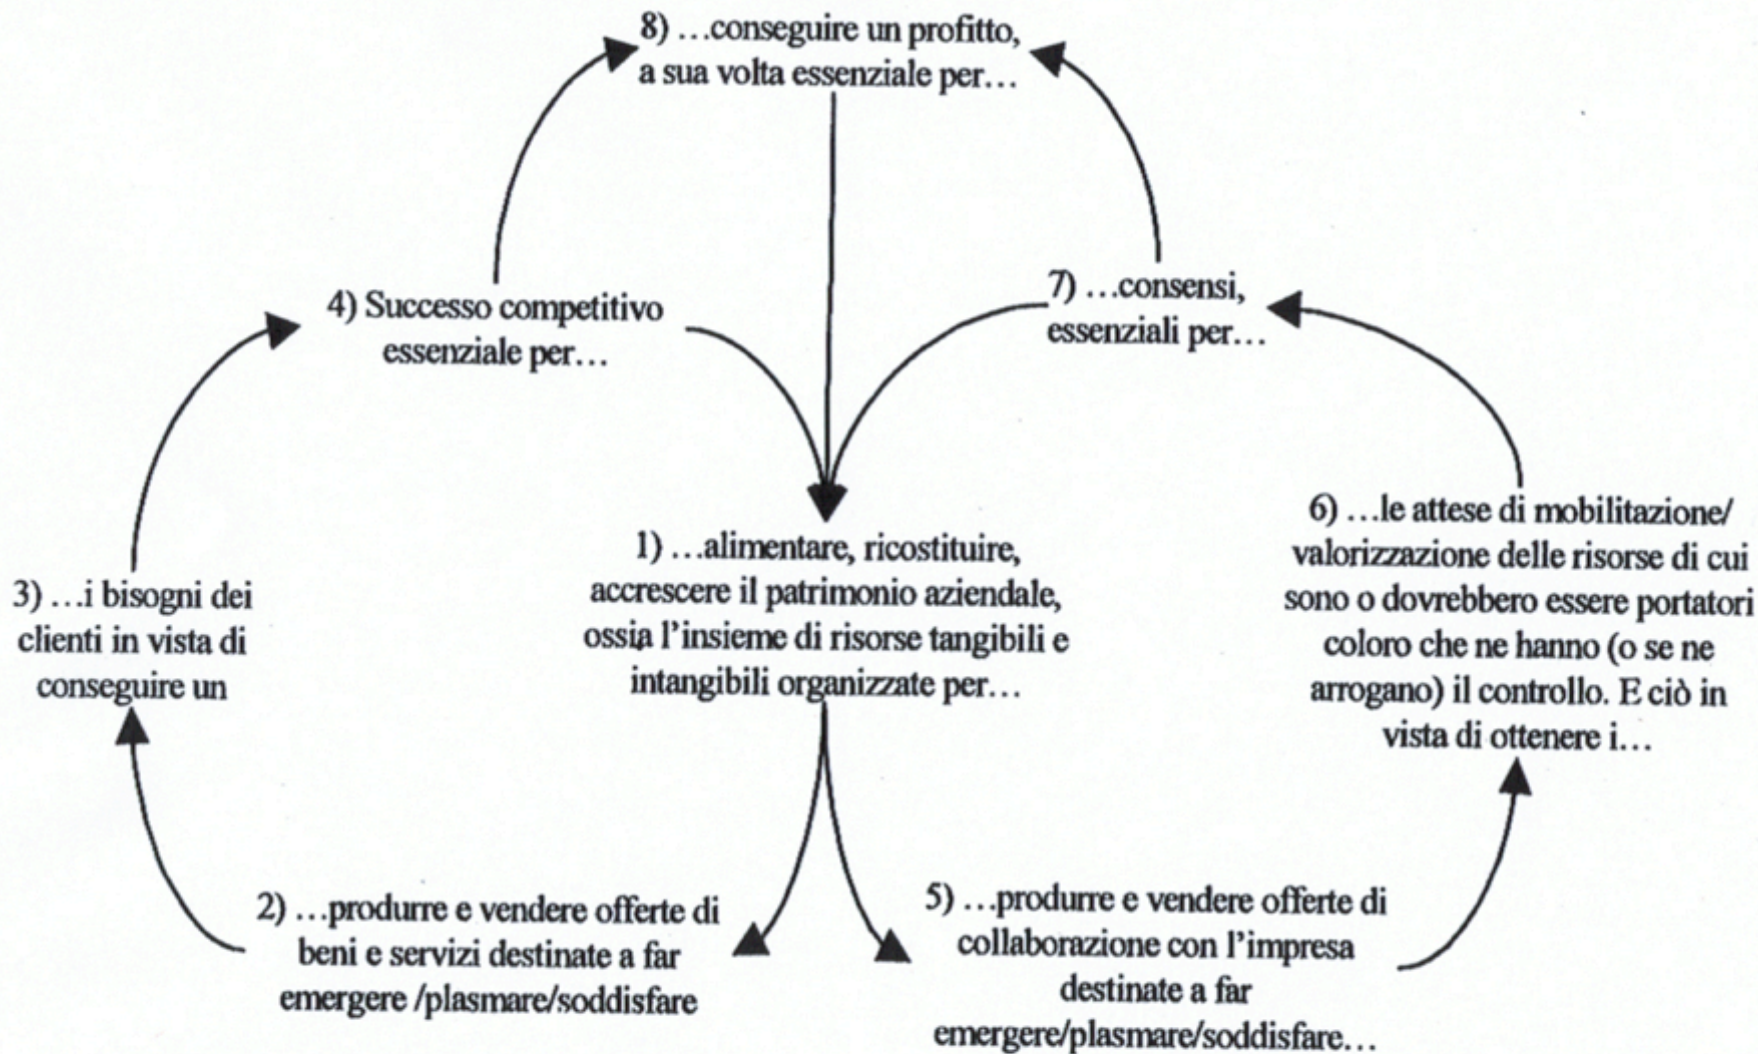 8) …conseguire un profitto,
a sua volta essenziale per…
4) Successo competitivo
essenziale per…
7) …consensi,
essenziali per…
1) …alimentare, ricostituire,
accrescere il patrimonio aziendale,
ossia l’insieme di risorse tangibili e
intangibili organizzate per…
3) …i bisogni dei
clienti in vista di
conseguire un
6) …le attese di mobilitazione/
valorizzazione delle risorse di cui
sono o dovrebbero essere portatori
coloro che ne hanno (o se ne
arrogano) il controllo. E ciò in
vista di ottenere i…
2) …produrre e vendere offerte di
beni e servizi destinate a far
emergere /plasmare/soddisfare
5) …produrre e vendere offerte di
collaborazione con l’impresa
destinate a far
emergere/plasmare/soddisfare…